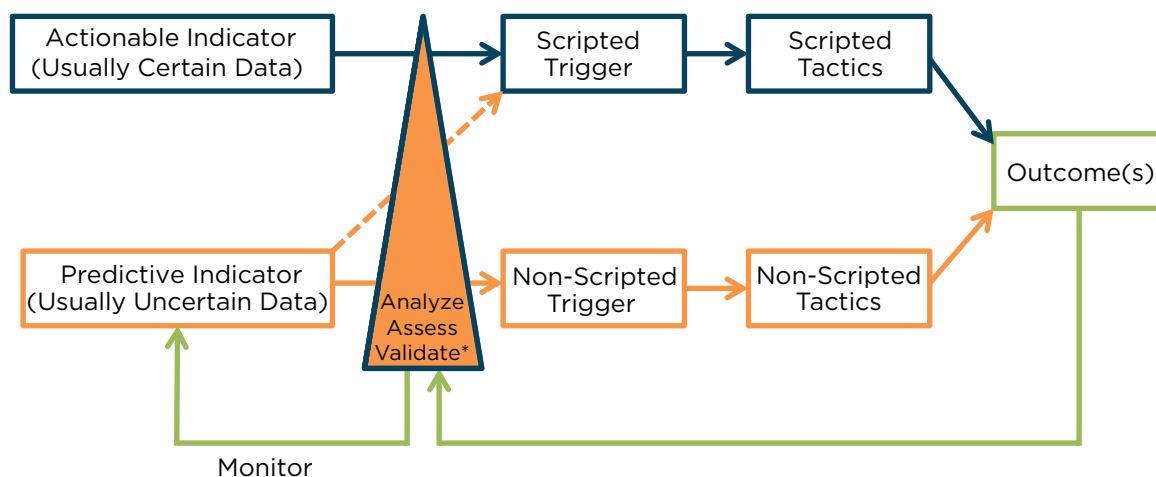 Actionable Indicator
(Usually Certain Data)
Scripted
Trigger
Scripted
Tactics
Outcome(s)
Predictive Indicator
(Usually Uncertain Data)
Analyze
Assess
Validate*
Non-Scripted
Trigger
Non-Scripted
Tactics
Monitor